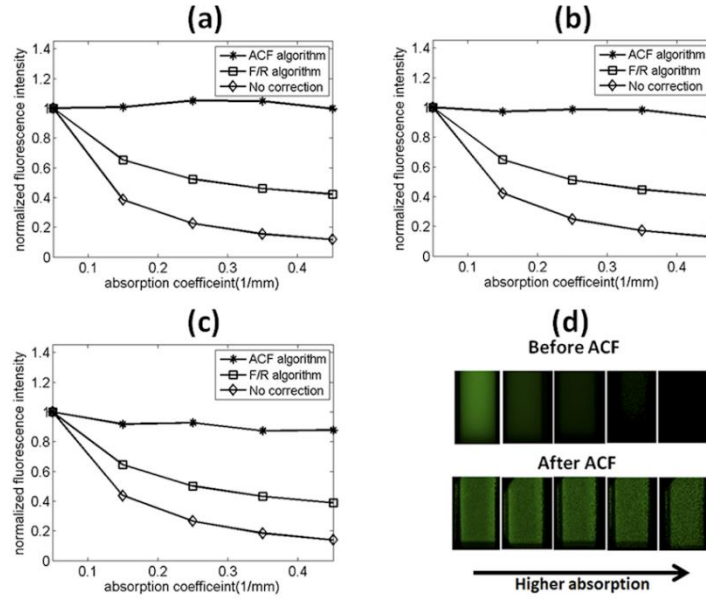 (a)
1.4
1.2
1
0.8
0.6
0.4
0.2
0
normalized fluorescence intensity
ACF algorithm
F/R algorithm
No correction
0.1 0.2 0.3 0.4
absorption coefficeint(1/mm)
(b)
1.4
1.2
1
0.8
0.6
0.4
0.2
0
normalized fluorescence intensity
ACF algorithm
F/R algorithm
No correction
0.1 0.2 0.3 0.4
absorption coefficeint(1/mm)
(c)
1.4
1.2
1
0.8
0.6
0.4
0.2
0
normalized fluorescence intensity
ACF algorithm
F/R algorithm
No correction
0.1 0.2 0.3 0.4
absorption coefficeint(1/mm)
(d)
Before ACF
After ACF
Higher absorption